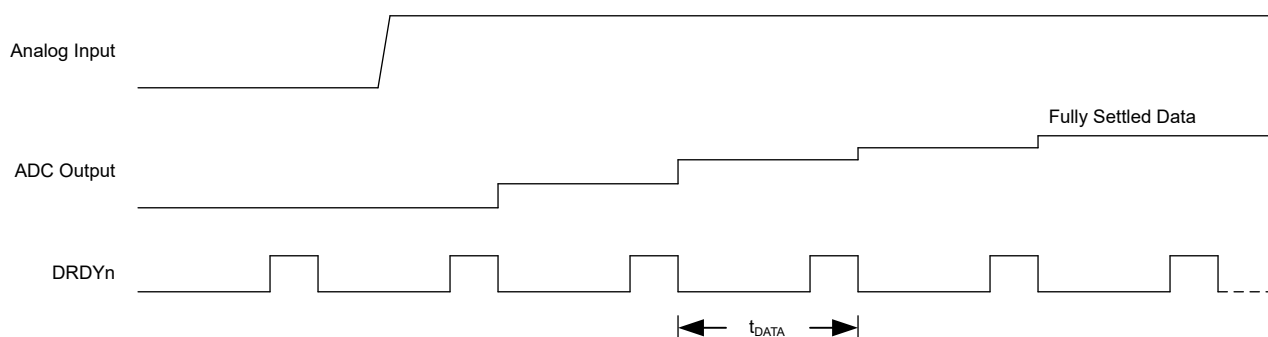 Analog Input
Fully Settled Data
ADC Output
DRDYn
tDATA